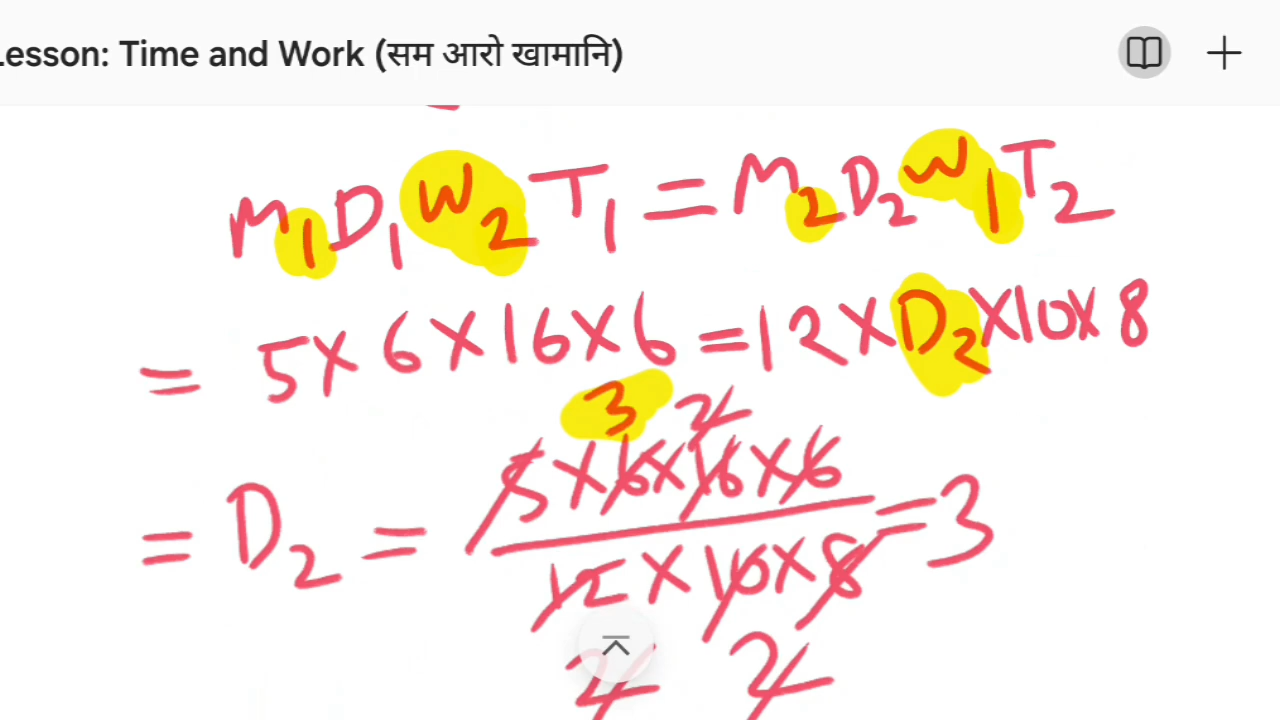 Lesson: Time and Work (सम आरो खामानि)
M₁D₁W₂T₁ = M₂D₂W₁T₂
= 5×6×16×6 = 12×D₂×10×8
3 2
= D₂ = 5×6×16×6 / 12×10×8 = 3
2 2